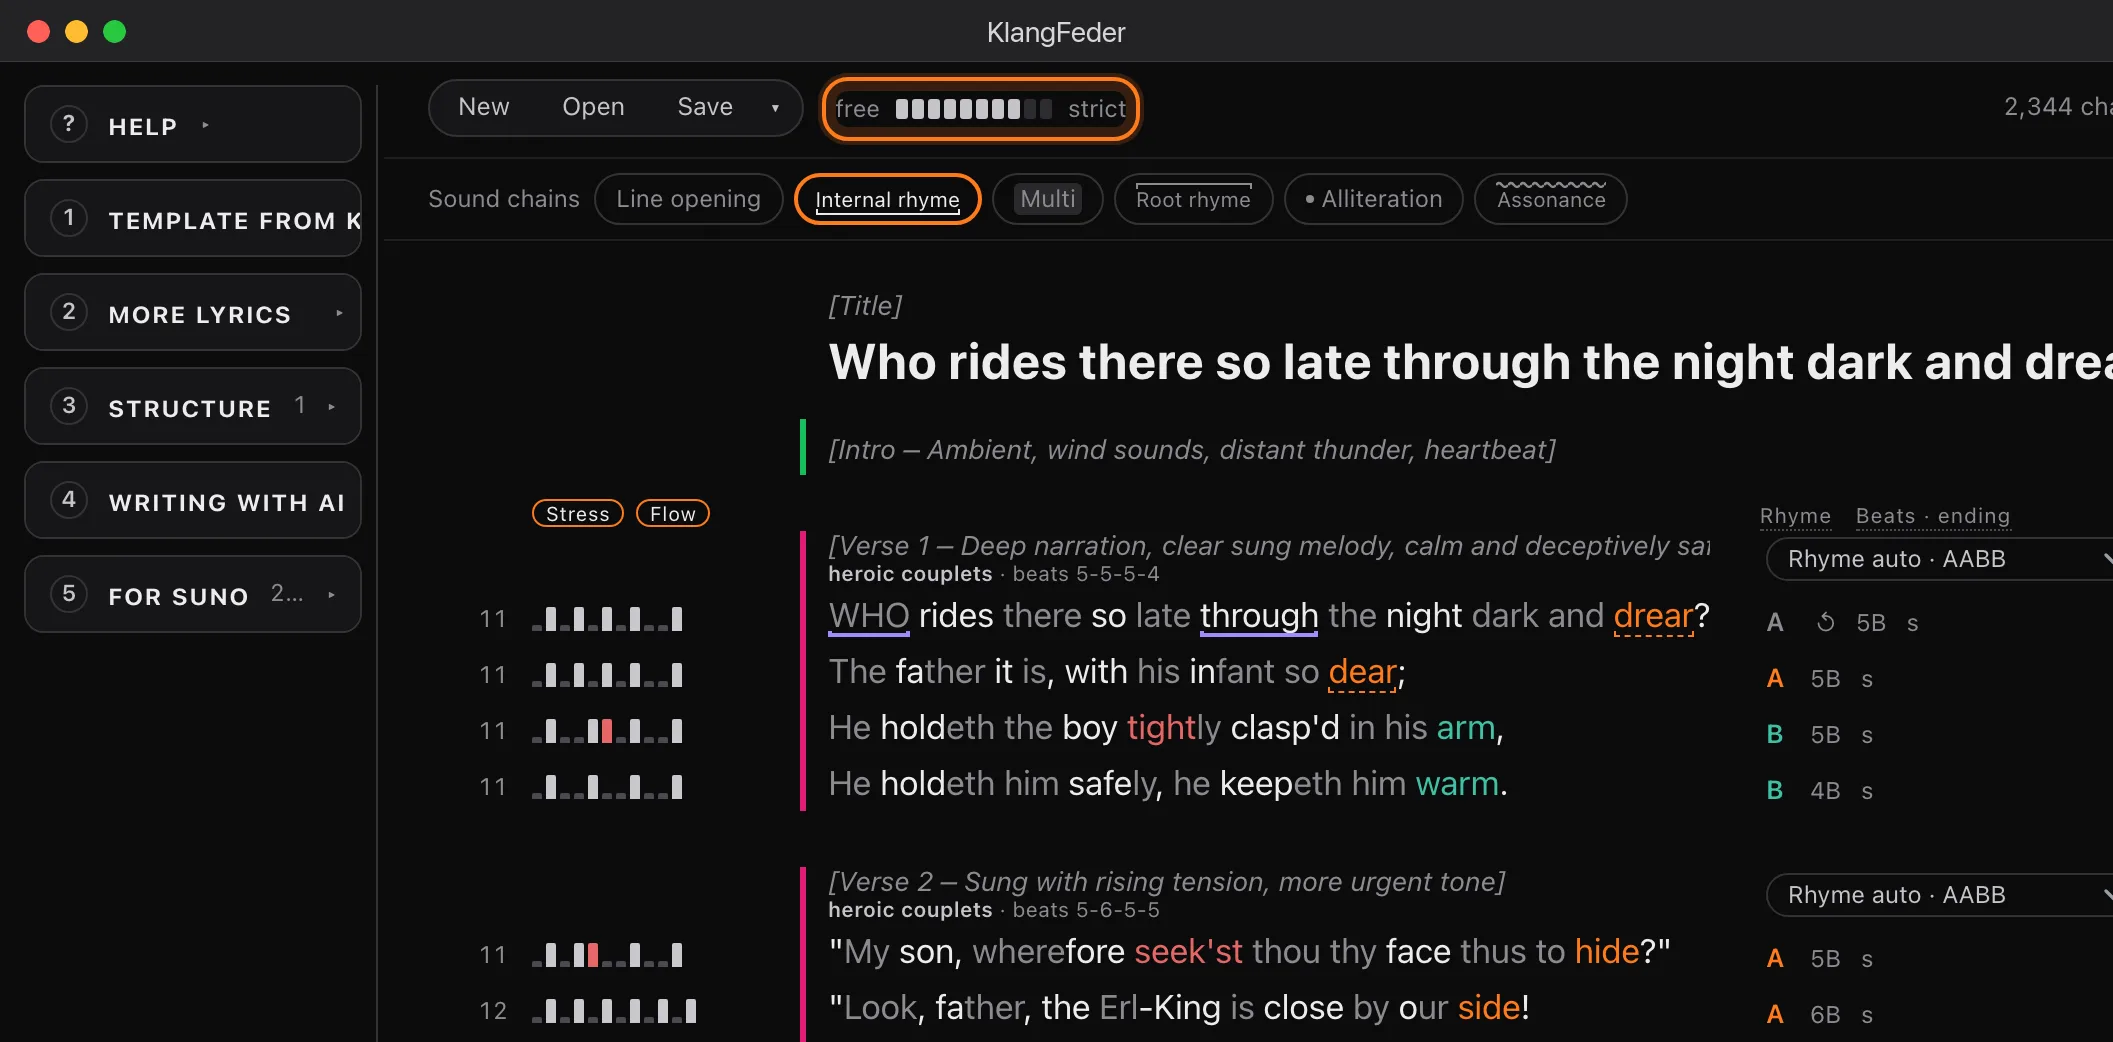 KlangFeder
New Open Save ▾ free strict 2,344
? HELP ▸
1 TEMPLATE FROM
2 MORE LYRICS ▸
3 STRUCTURE 1 ▸
4 WRITING WITH AI
5 FOR SUNO 2... ▸
Sound chains Line opening Internal rhyme Multi Root rhyme • Alliteration Assonance
[Title]
Who rides there so late through the night dark and
[Intro – Ambient, wind sounds, distant thunder, heartbeat]
Stress Flow
Rhyme Beats · ending
[Verse 1 – Deep narration, clear sung melody, calm and deceptively
Rhyme auto · AABB
heroic couplets · beats 5-5-5-4
11 WHO rides there so late through the night dark and drear? A ↺ 5B s
11 The father it is, with his infant so dear; A 5B s
11 He holdeth the boy tightly clasp'd in his arm, B 5B s
11 He holdeth him safely, he keepeth him warm. B 4B s
[Verse 2 – Sung with rising tension, more urgent tone]
Rhyme auto · AABB
heroic couplets · beats 5-6-5-5
11 "My son, wherefore seek'st thou thy face thus to hide?" A 5B s
12 "Look, father, the Erl-King is close by our side! A 6B s